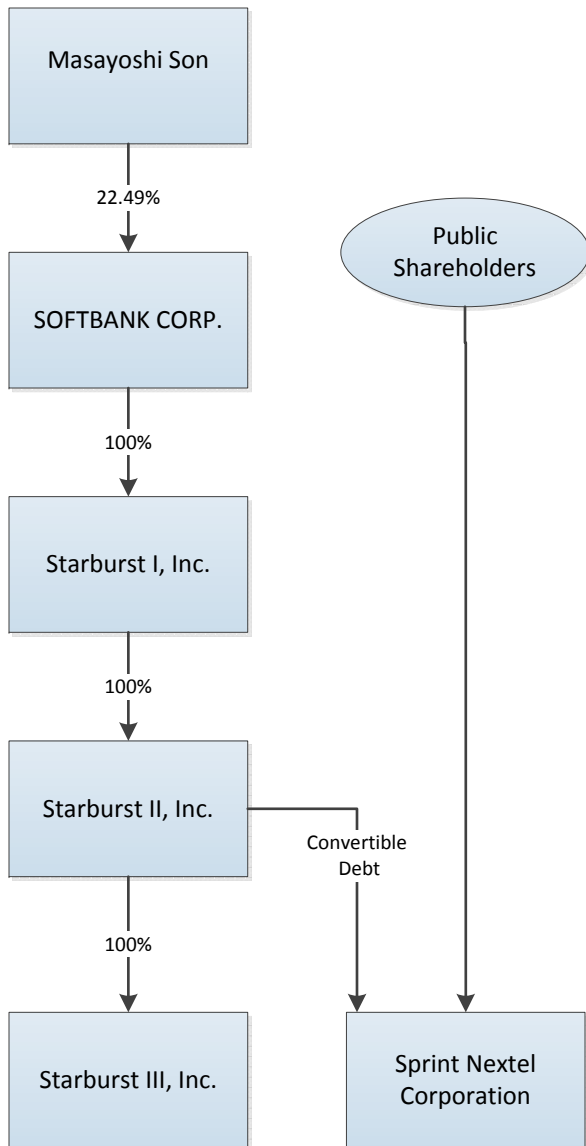 Masayoshi Son
22.49%
Public
Shareholders
SOFTBANK CORP.
100%
Starburst I, Inc.
100%
Starburst II, Inc.
Convertible
Debt
100%
Starburst III, Inc.
Sprint Nextel
Corporation